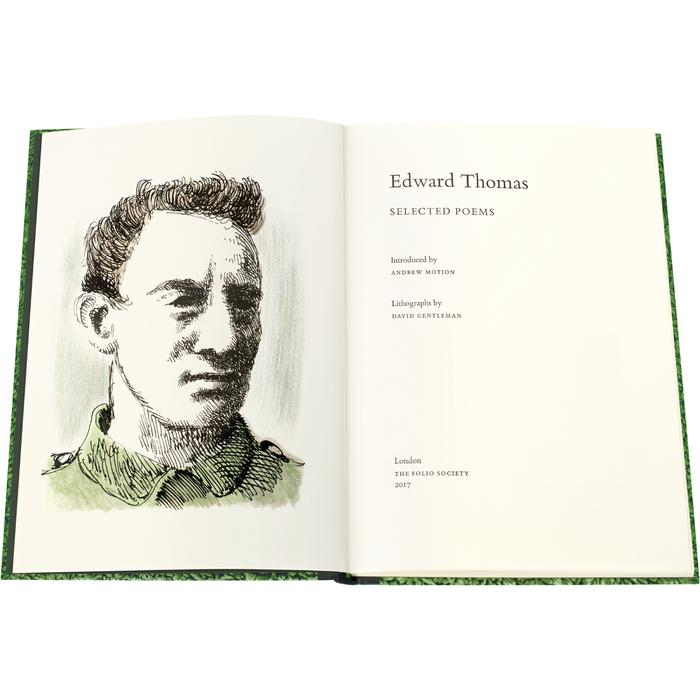 Edward Thomas
SELECTED POEMS
Introduced by
ANDREW MOTION
Lithographs by
DAVID GENTLEMAN
London
THE FOLIO SOCIETY
2017